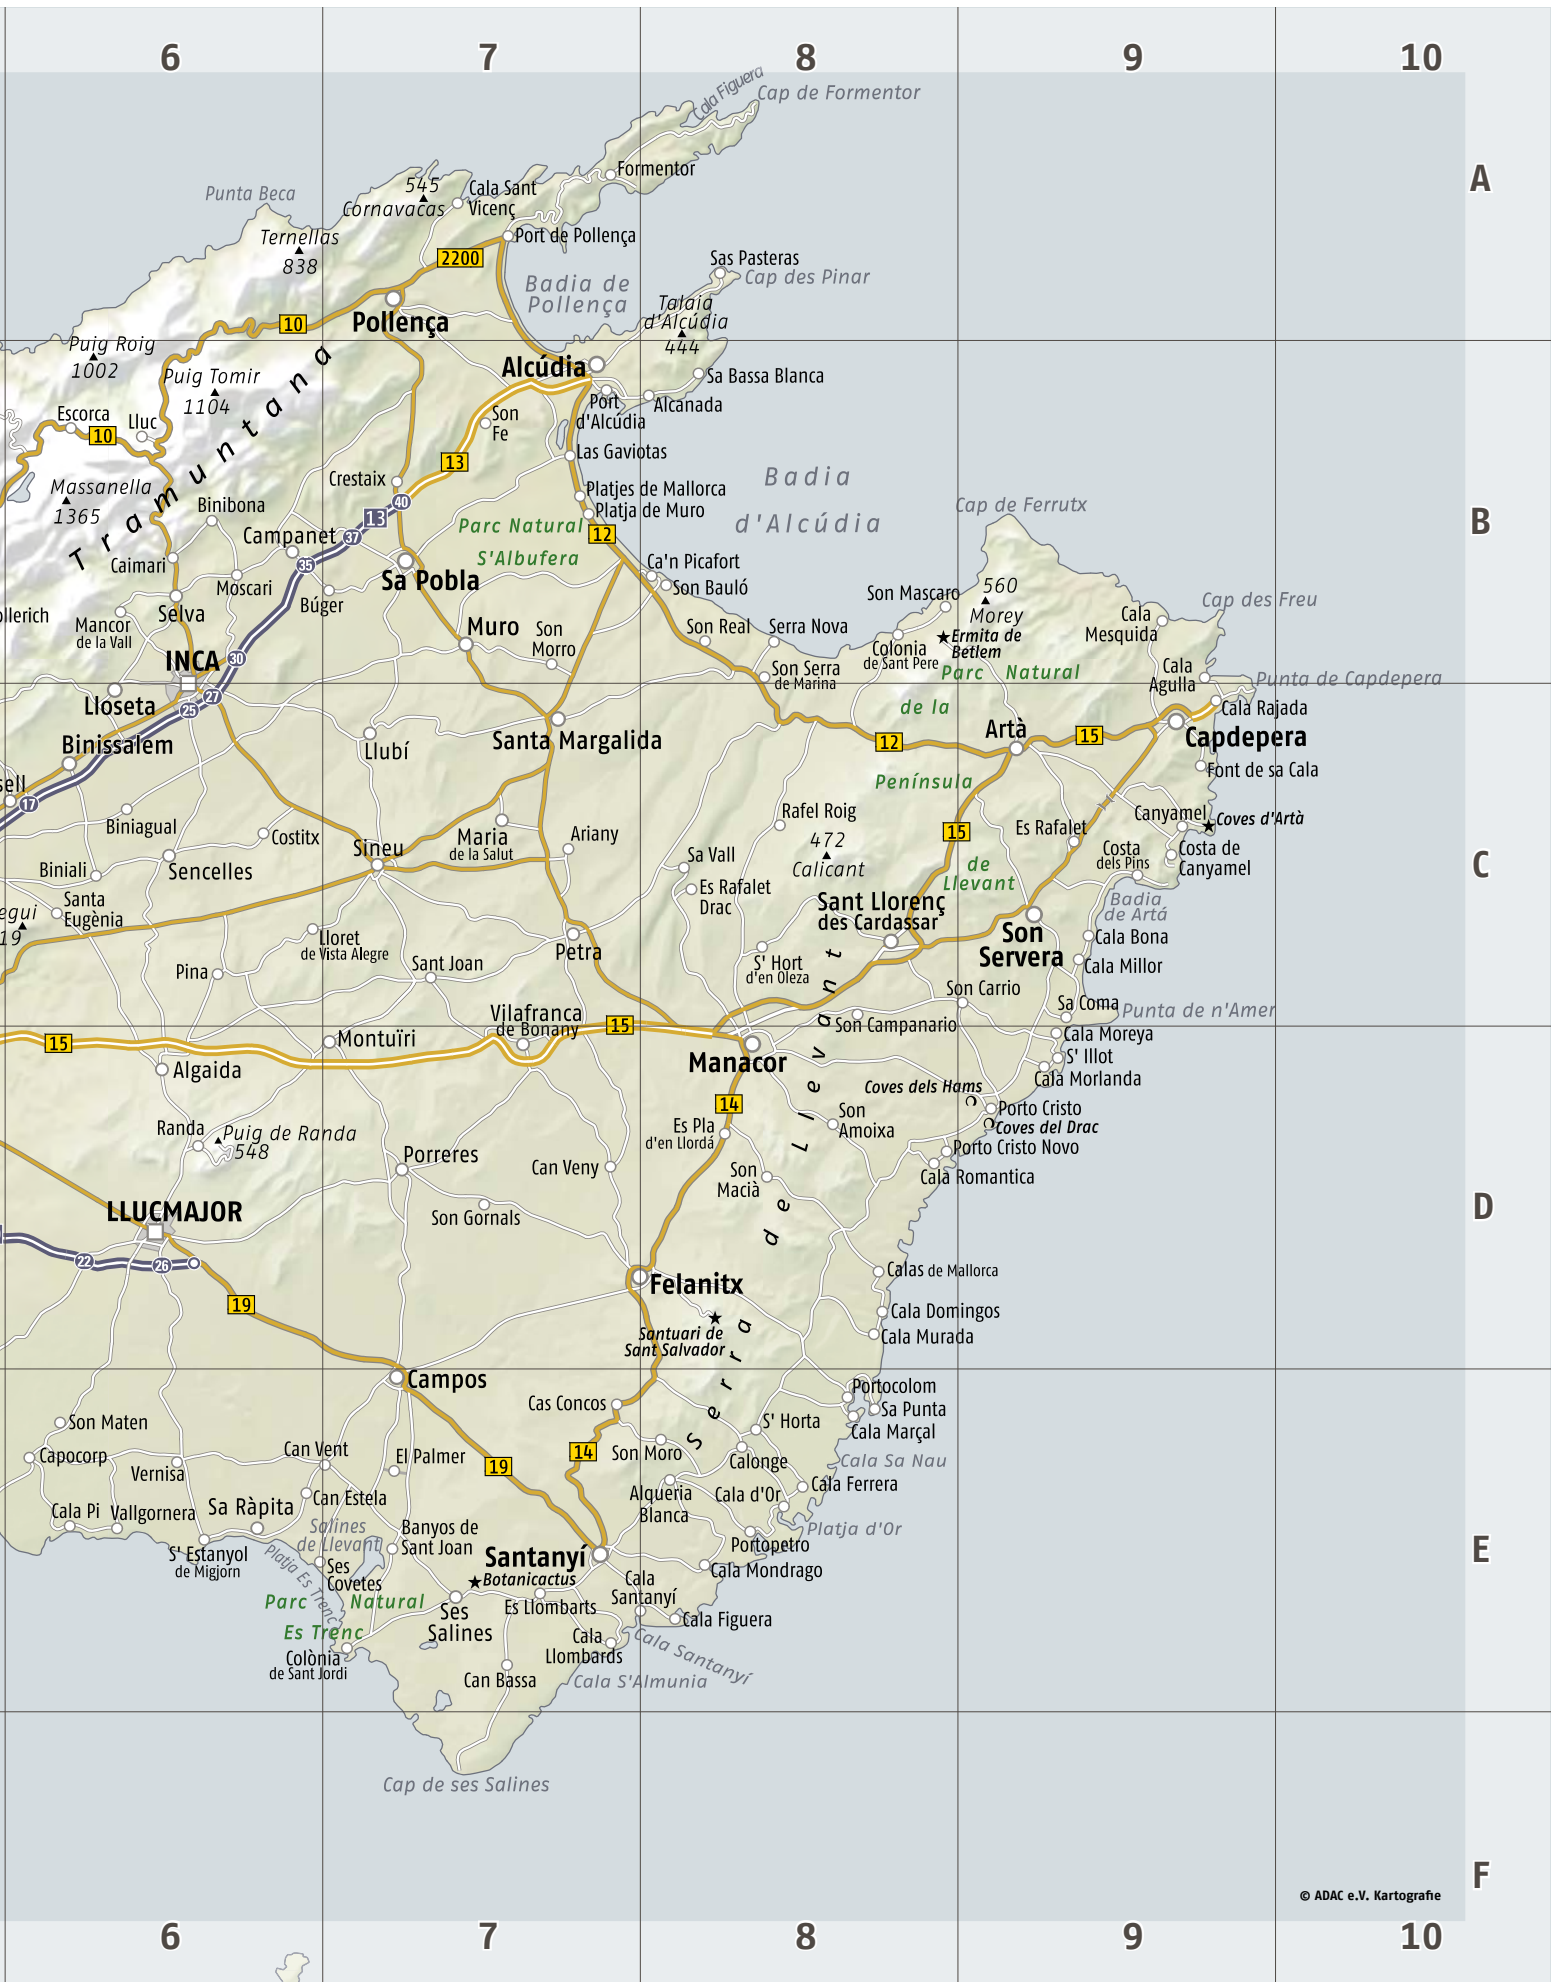 6
7
8
9
10
A
B
C
D
E
F
Cala Figuera
Cap de Formentor
Formentor
545
Cornavacas
Cala Sant
Vicenç
Punta Beca
Ternellas
838
Port de Pollença
2200
Badia de
Pollença
Sas Pasteras
Cap des Pinar
Talaia
d'Alcúdia
444
10
Pollença
Puig Roig
1002
Puig Tomir
1104
Alcúdia
Sa Bassa Blanca
Port
d'Alcúdia
Alcanada
Escorca
Lluc
10
Son
Fe
Las Gaviotas
13
Crestaix
Badia
d'Alcúdia
Massanella
1365
Tramuntana
Platjes de Mallorca
Platja de Muro
Binibona
40
13
37
Parc Natural
S'Albufera
12
Cap de Ferrutx
Campanet
35
Caimari
Moscari
Sa Pobla
Ca'n Picafort
Son Bauló
Búger
Son Mascaro
560
Morey
Cap des Freu
ollerich
Mancor
de la Vall
Selva
Muro
Son
Morro
Son Real
Serra Nova
Colonia
de Sant Pere
Ermita de
Betlem
Cala
Mesquida
INCA
30
Son Serra
de Marina
Parc Natural
Cala
Agulla
Punta de Capdepera
Lloseta
27
25
de la
Cala Rajada
Binissalem
Llubí
Santa Margalida
12
Artà
15
Capdepera
Font de sa Cala
sell
17
Península
Biniagual
Costitx
Maria
de la Salut
Ariany
Rafel Roig
472
Calicant
15
Es Rafalet
Canyamel
Coves d'Artà
Sineu
Biniali
Sencelles
Sa Vall
de
Llevant
Costa
dels Pins
Costa de
Canyamel
Santa
Eugènia
egui
19
Es Rafalet
Drac
Sant Llorenç
des Cardassar
Badia
de Artá
Lloret
de Vista Alegre
Petra
Son
Servera
Cala Bona
Pina
Sant Joan
S' Hort
d'en Oleza
Cala Millor
Son Carrio
Sa Coma
Punta de n'Amer
15
Montuïri
Vilafranca
de Bonany
15
Son Campanario
Cala Moreya
S' Illot
Algaida
Manacor
Cala Morlanda
Coves dels Hams
14
Porto Cristo
Coves del Drac
Randa
Puig de Randa
548
Es Pla
d'en Llordá
Son
Amoixa
Porto Cristo Novo
Porreres
Can Veny
Son
Macià
Cala Romantica
LLUCMAJOR
Son Gornals
Serra de Llevant
22
26
Felanitx
Calas de Mallorca
19
Santuari de
Sant Salvador
Cala Domingos
Cala Murada
Campos
Cas Concos
Portocolom
Sa Punta
Cala Marçal
Son Maten
S' Horta
Capocorp
Vernisa
Can Vent
El Palmer
19
14
Son Moro
Calonge
Cala Sa Nau
Cala Pi
Vallgornera
Sa Ràpita
Can Estela
Alqueria
Blanca
Cala d'Or
Cala Ferrera
Salines
de Llevant
Banyos de
Sant Joan
Platja d'Or
Portopetro
S' Estanyol
de Migjorn
Platja Es Trenc
Ses
Covetes
Santanyí
Cala Mondrago
Botanicactus
Parc Natural
Es Trenc
Ses
Salines
Es Llombarts
Cala
Santanyí
Cala Figuera
Colònia
de Sant Jordi
Cala
Llombards
Cala Santanyí
Can Bassa
Cala S'Almunia
Cap de ses Salines
© ADAC e.V. Kartografie
6
7
8
9
10